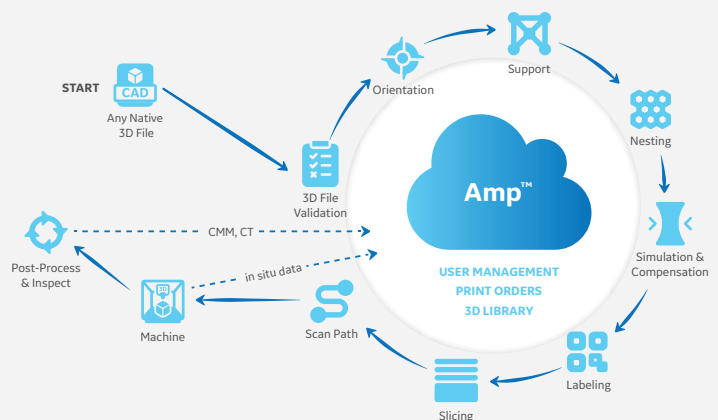 START
CAD
Any Native
3D File
3D File
Validation
Orientation
Support
Nesting
Simulation &
Compensation
Labeling
Slicing
Scan Path
3D
Machine
Post-Process
& Inspect
CMM, CT
in situ data
Amp™
USER MANAGEMENT
PRINT ORDERS
3D LIBRARY